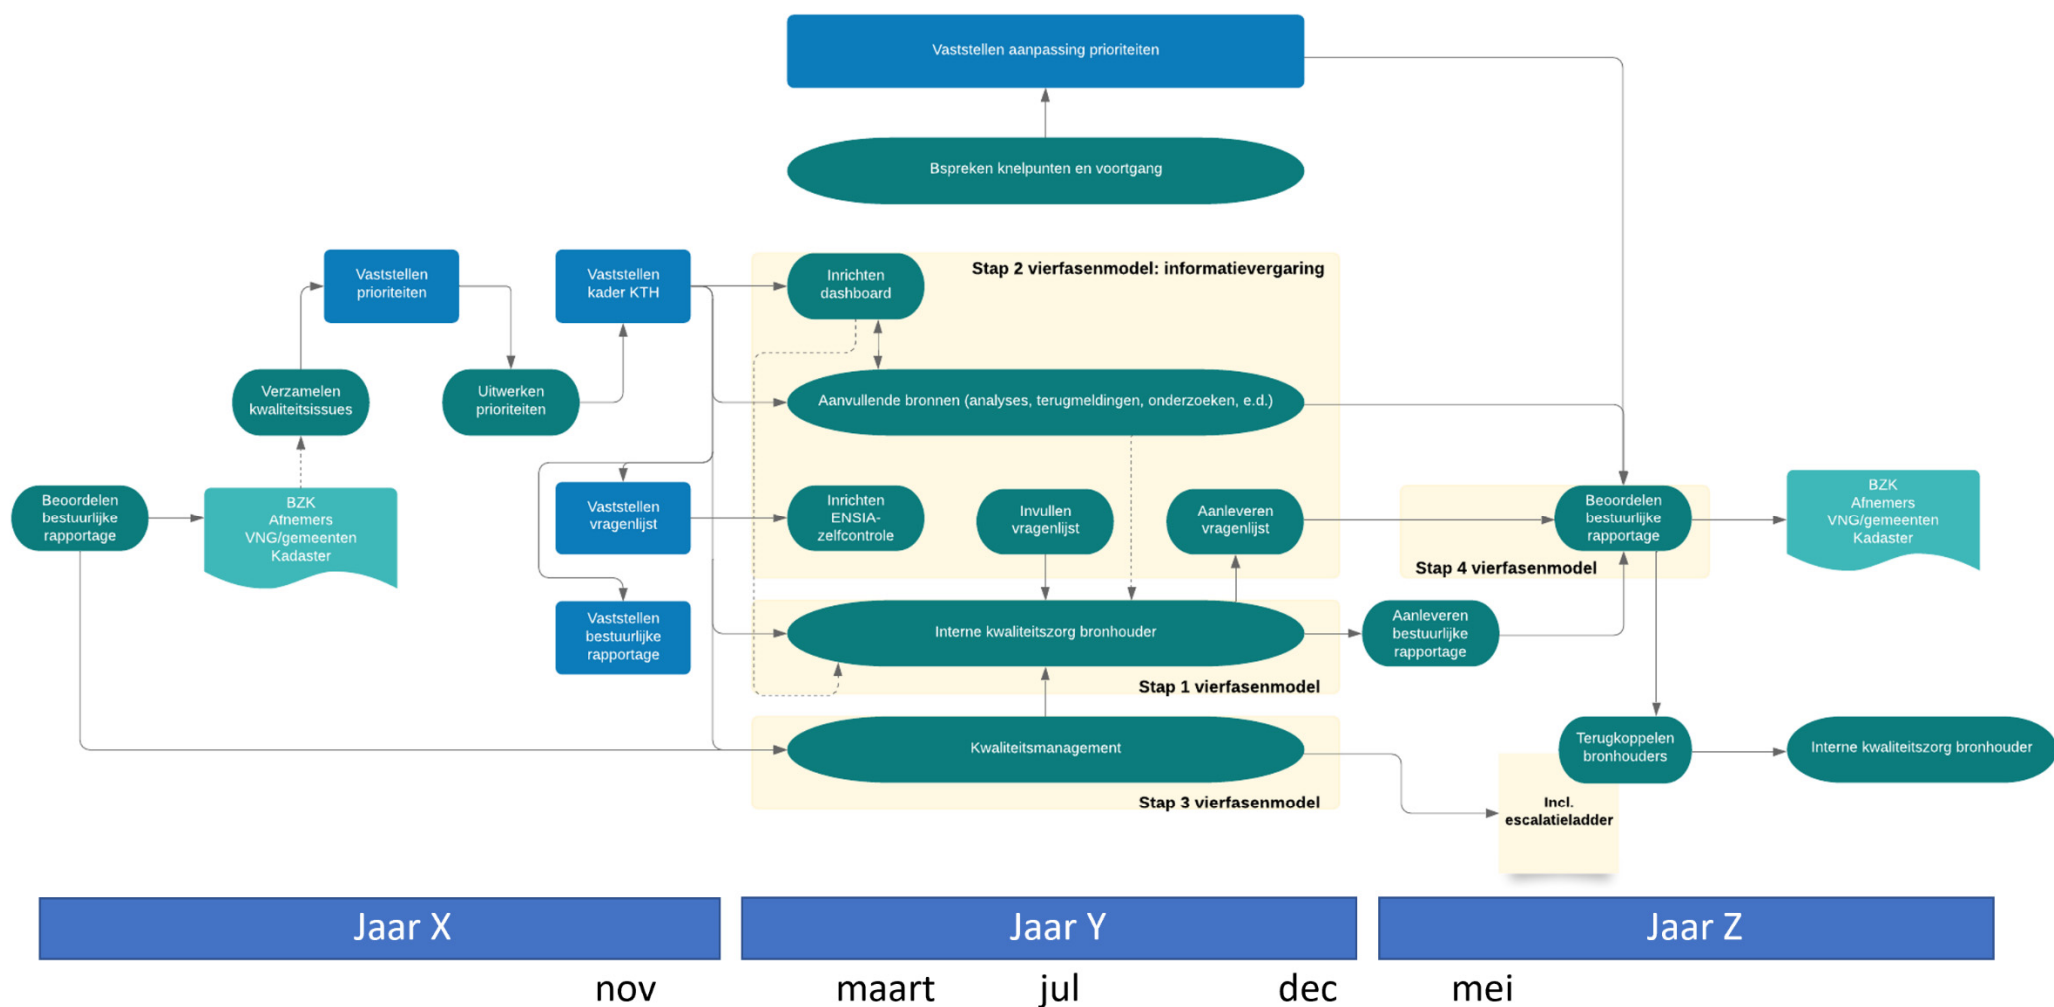 Vaststellen aanpassing prioriteiten
Bspreken knelpunten en voortgang
Vaststellen
prioriteiten
Vaststellen
kader KTH
Inrichten
dashboard
Stap 2 vierfasenmodel: informatievergaring
Verzamelen
kwaliteitsissues
Uitwerken
prioriteiten
Aanvullende bronnen (analyses, terugmeldingen, onderzoeken, e.d.)
Beoordelen
bestuurlijke
rapportage
BZK
Afnemers
VNG/gemeenten
Kadaster
Vaststellen
vragenlijst
Inrichten
ENSIA-
zelfcontrole
Invullen
vragenlijst
Aanleveren
vragenlijst
Beoordelen
bestuurlijke
rapportage
Stap 4 vierfasenmodel
BZK
Afnemers
VNG/gemeenten
Kadaster
Vaststellen
bestuurlijke
rapportage
Interne kwaliteitszorg bronhouder
Stap 1 vierfasenmodel
Aanleveren
bestuurlijke
rapportage
Kwaliteitsmanagement
Stap 3 vierfasenmodel
Terugkoppelen
bronhouders
Interne kwaliteitszorg bronhouder
Incl.
escalatieladder
Jaar X
Jaar Y
Jaar Z
nov
maart
jul
dec
mei